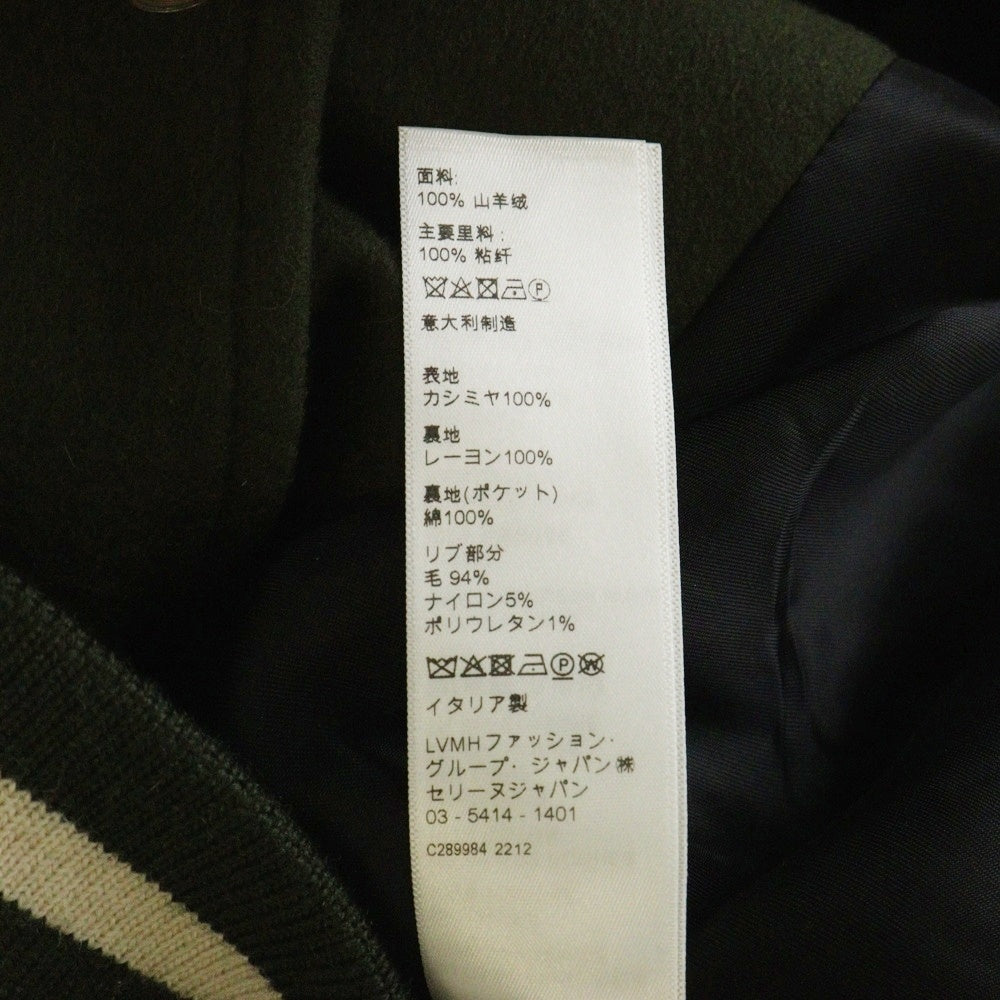 面料:
100% 山羊绒
主要里料:
100% 粘纤
P
意大利制造
表地
カシミヤ100%
裏地
レーヨン100%
裏地(ポケット)
綿100%
リブ部分
毛 94%
ナイロン5%
ポリウレタン1%
P W
イタリア製
LVMHファッション·
グループ· ジャパン㈱
セリーヌジャパン
03 - 5414 - 1401
C289984 2212